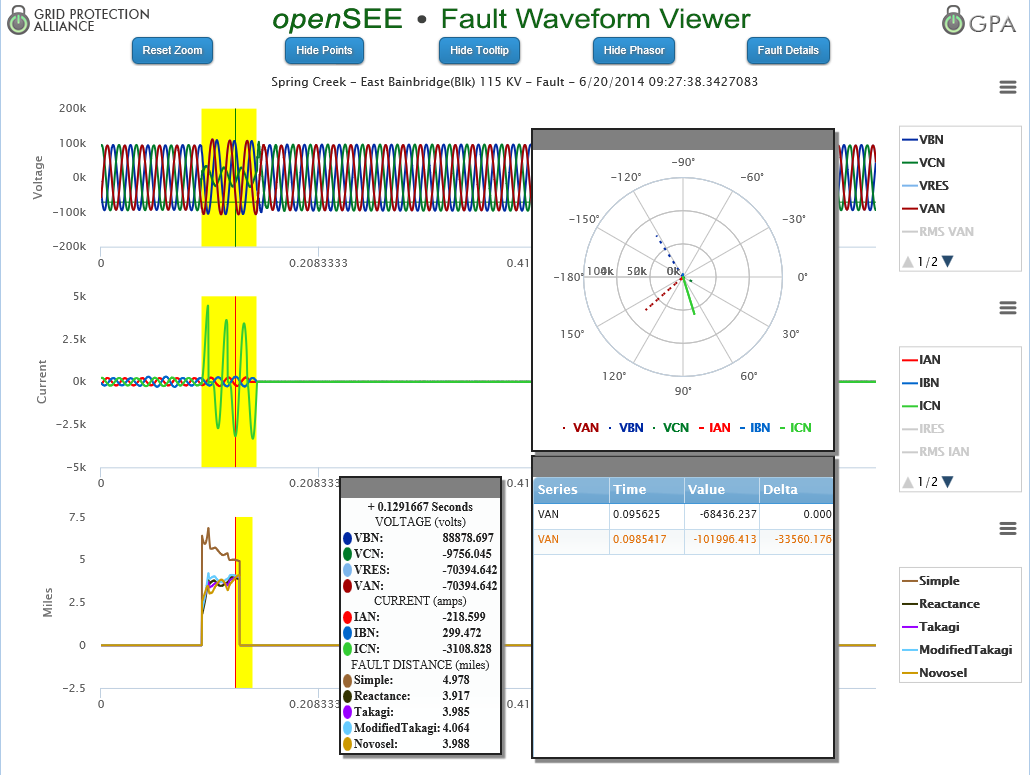 GRID PROTECTION
ALLIANCE
openSEE • Fault Waveform Viewer
GPA
Reset Zoom
Hide Points
Hide Tooltip
Hide Phasor
Fault Details
Spring Creek - East Bainbridge(Blk) 115 KV - Fault - 6/20/2014 09:27:38.3427083
Voltage
200k
100k
0k
-100k
-200k
0
0.2083333
0.41
VBN
VCN
VRES
VAN
RMS VAN
1/2
Current
5k
2.5k
0k
-2.5k
-5k
0
0.208333
0.41
IAN
IBN
ICN
IRES
RMS IAN
1/2
Miles
7.5
5
2.5
0
-2.5
0
0.208333
0.41
Simple
Reactance
Takagi
ModifiedTakagi
Novosel
-90°
-120°
-60°
-150°
-30°
-180°
0°
150°
30°
120°
60°
90°
50k
0k
VAN
VBN
VCN
IAN
IBN
ICN
+ 0.1291667 Seconds
VOLTAGE (volts)
VBN: 88878.697
VCN: -9756.045
VRES: -70394.642
VAN: -70394.642
CURRENT (amps)
IAN: -218.599
IBN: 299.472
ICN: -3108.828
FAULT DISTANCE (miles)
Simple: 4.978
Reactance: 3.917
Takagi: 3.985
ModifiedTakagi: 4.064
Novosel: 3.988
Series Time Value Delta
VAN 0.095625 -68436.237 0.000
VAN 0.0985417 -101996.413 -33560.176